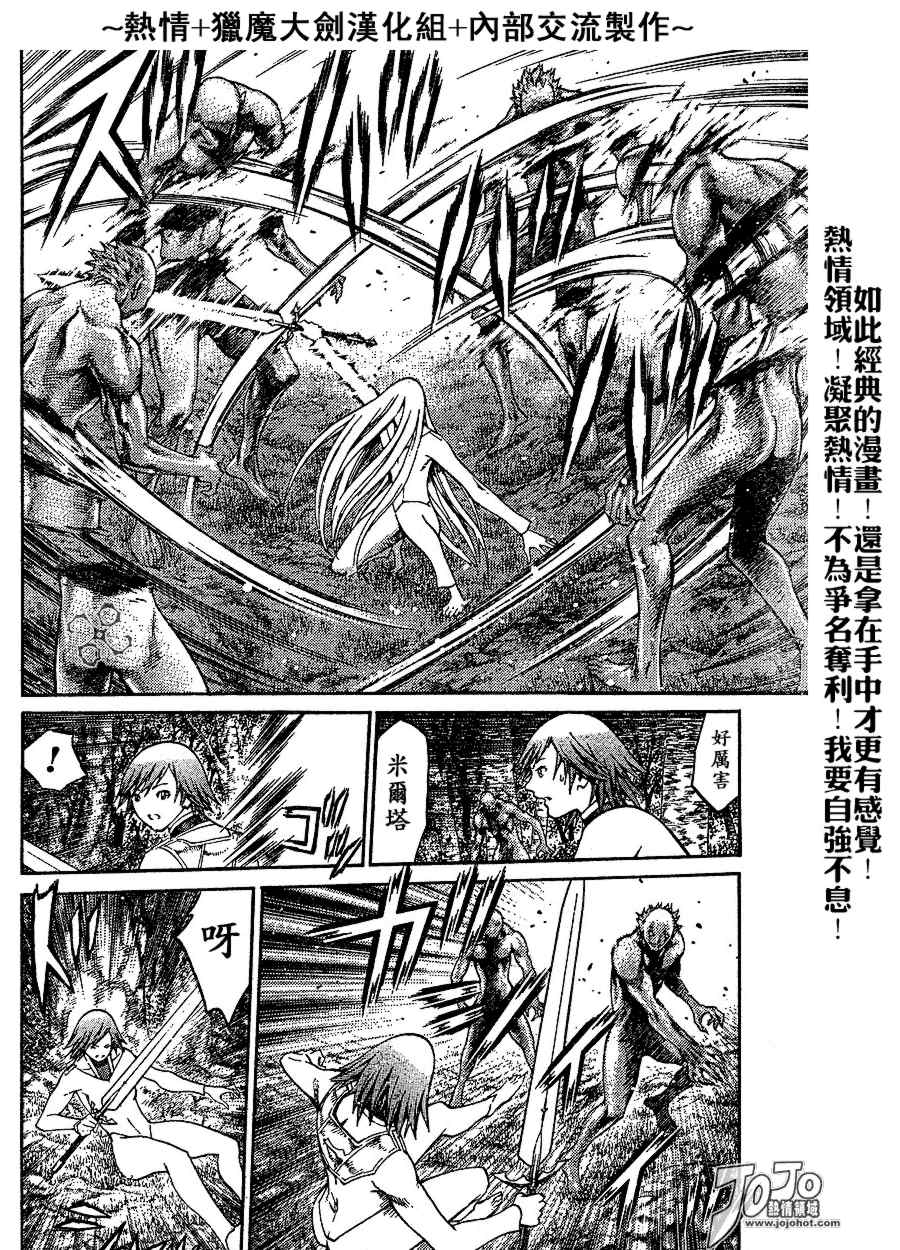 ~熱情+獵魔大劍漢化組+內部交流製作~
如此經典的漫畫！還是拿在手中才更有感覺！
熱情領域！凝聚熱情！不為爭名奪利！我要自強不息！
好厲害
米爾塔
！
呀
JOJO
熱情領域
www.jojohot.com